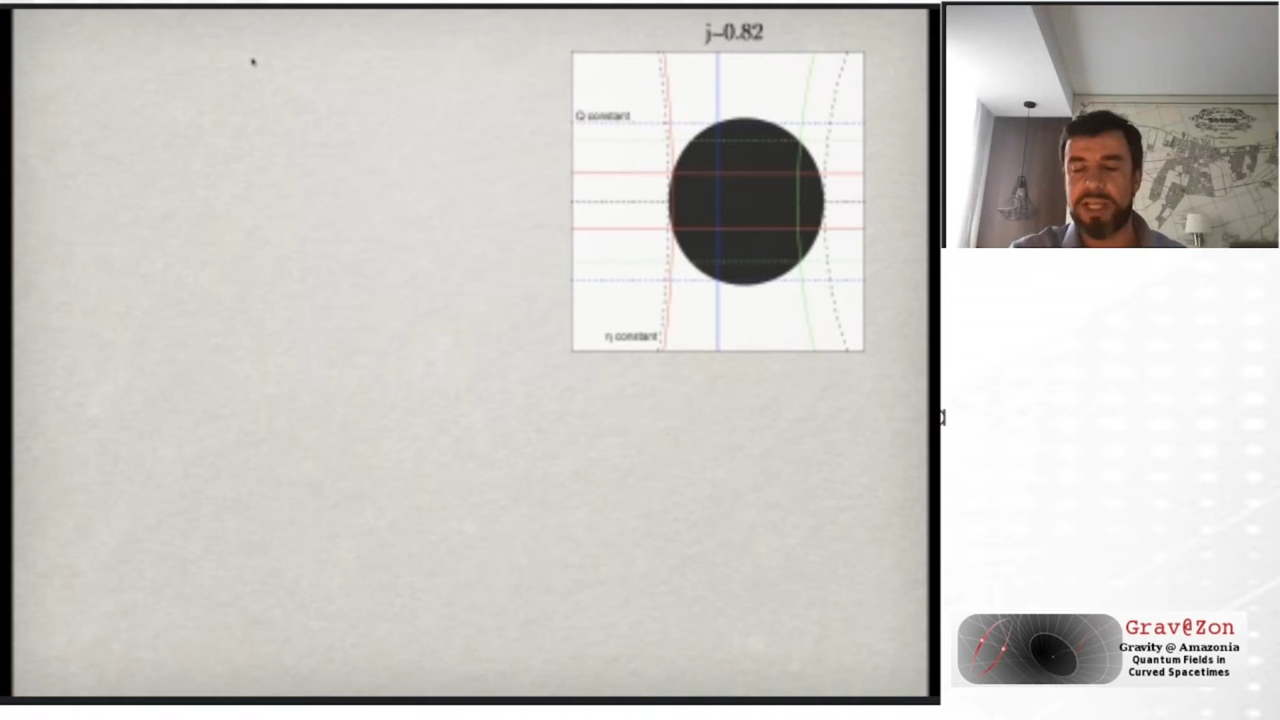 j=0.82
Q constant
η constant
Grav@Zon
Gravity @ Amazonia
Quantum Fields in
Curved Spacetimes